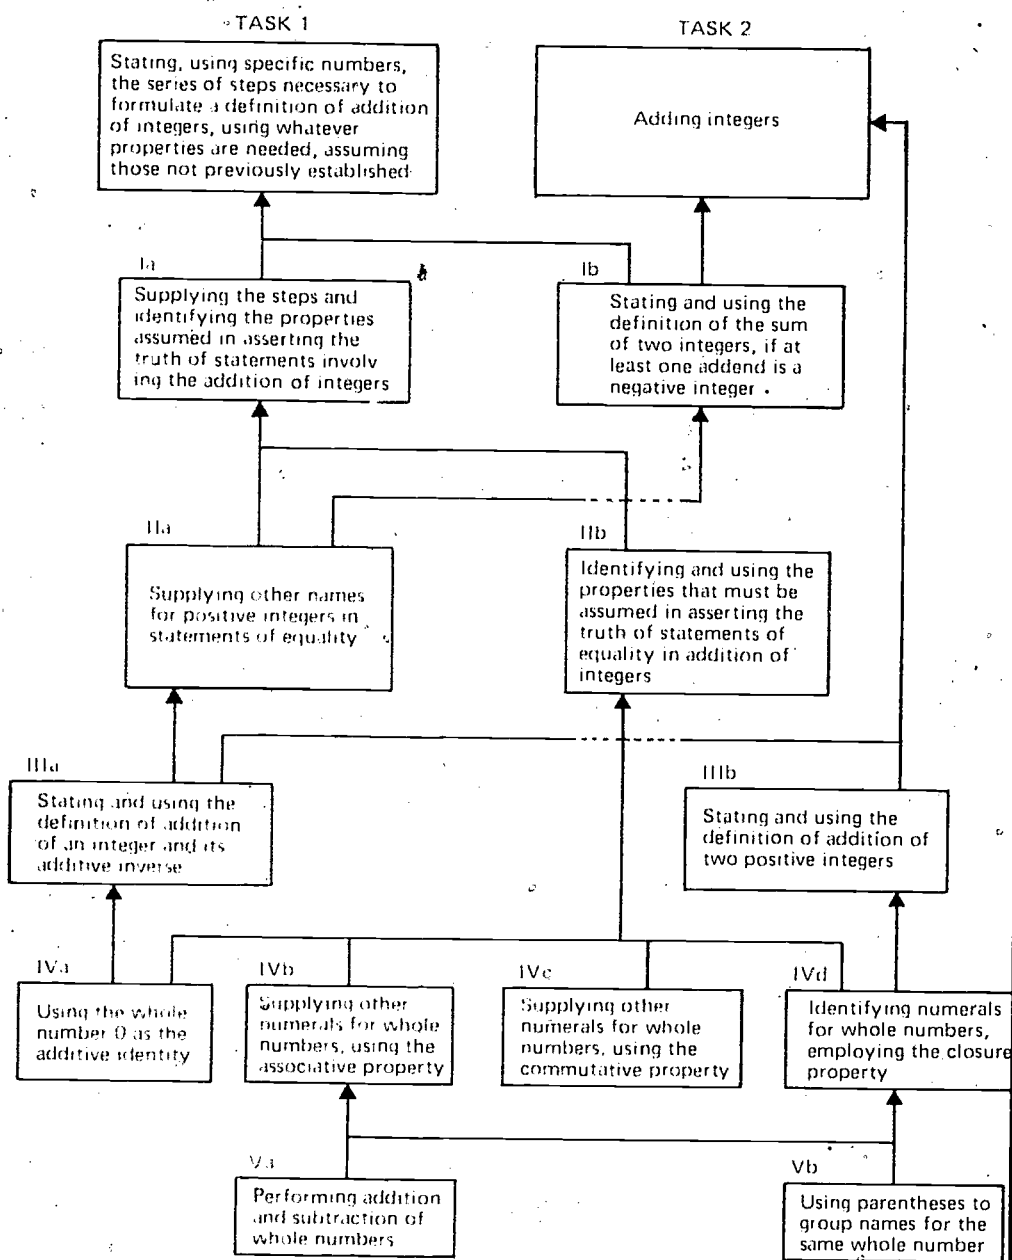 TASK 1
TASK 2
Stating, using specific numbers,
the series of steps necessary to
formulate a definition of addition
of integers, using whatever
properties are needed, assuming
those not previously established
Adding integers
Ia
Ib
Supplying the steps and
identifying the properties
assumed in asserting the
truth of statements involv
ing the addition of integers
Stating and using the
definition of the sum
of two integers, if at
least one addend is a
negative integer
IIa
IIb
Supplying other names
for positive integers in
statements of equality
Identifying and using the
properties that must be
assumed in asserting the
truth of statements of
equality in addition of
integers
IIIa
IIIb
Stating and using the
definition of addition
of an integer and its
additive inverse
Stating and using the
definition of addition of
two positive integers
IVa
IVb
IVc
IVd
Using the whole
number 0 as the
additive identity
Supplying other
numerals for whole
numbers, using the
associative property
Supplying other
numerals for whole
numbers, using the
commutative property
Identifying numerals
for whole numbers,
employing the closure
property
Va
Vb
Performing addition
and subtraction of
whole numbers
Using parentheses to
group names for the
same whole number